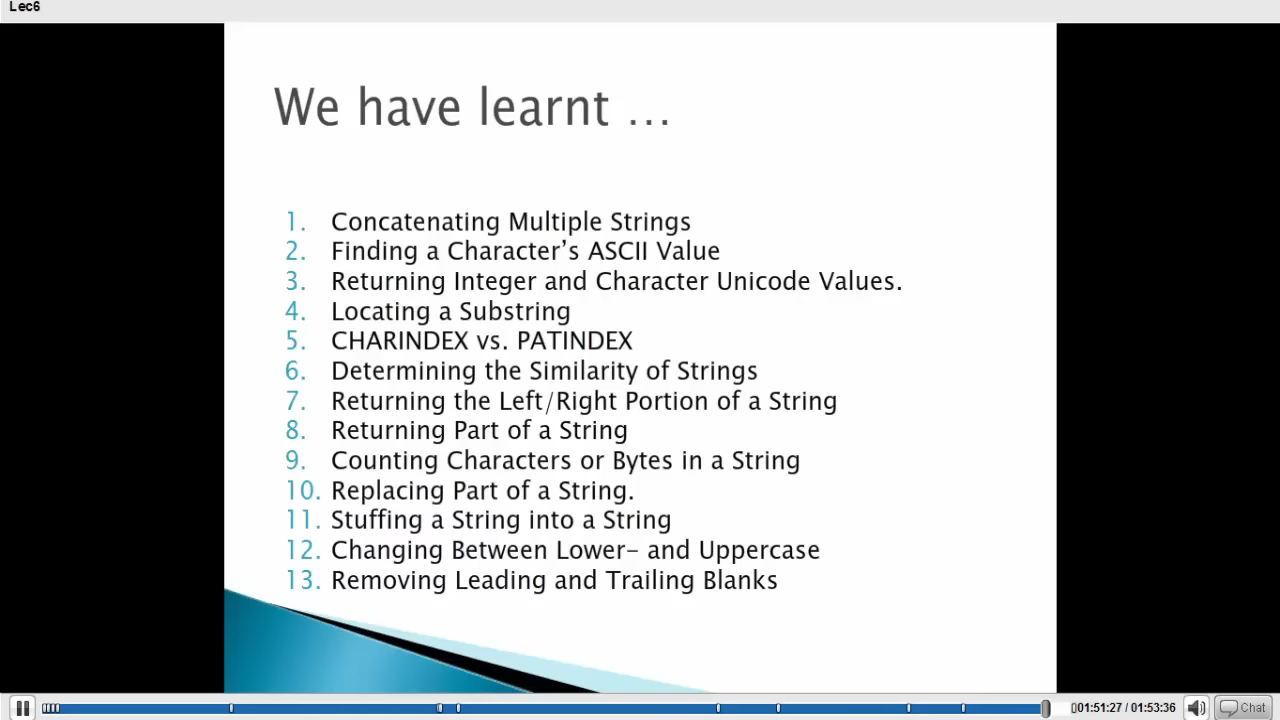 Lec6
We have learnt ...
1. Concatenating Multiple Strings
2. Finding a Character’s ASCII Value
3. Returning Integer and Character Unicode Values.
4. Locating a Substring
5. CHARINDEX vs. PATINDEX
6. Determining the Similarity of Strings
7. Returning the Left/Right Portion of a String
8. Returning Part of a String
9. Counting Characters or Bytes in a String
10. Replacing Part of a String.
11. Stuffing a String into a String
12. Changing Between Lower- and Uppercase
13. Removing Leading and Trailing Blanks
01:51:27 / 01:53:36 Chat